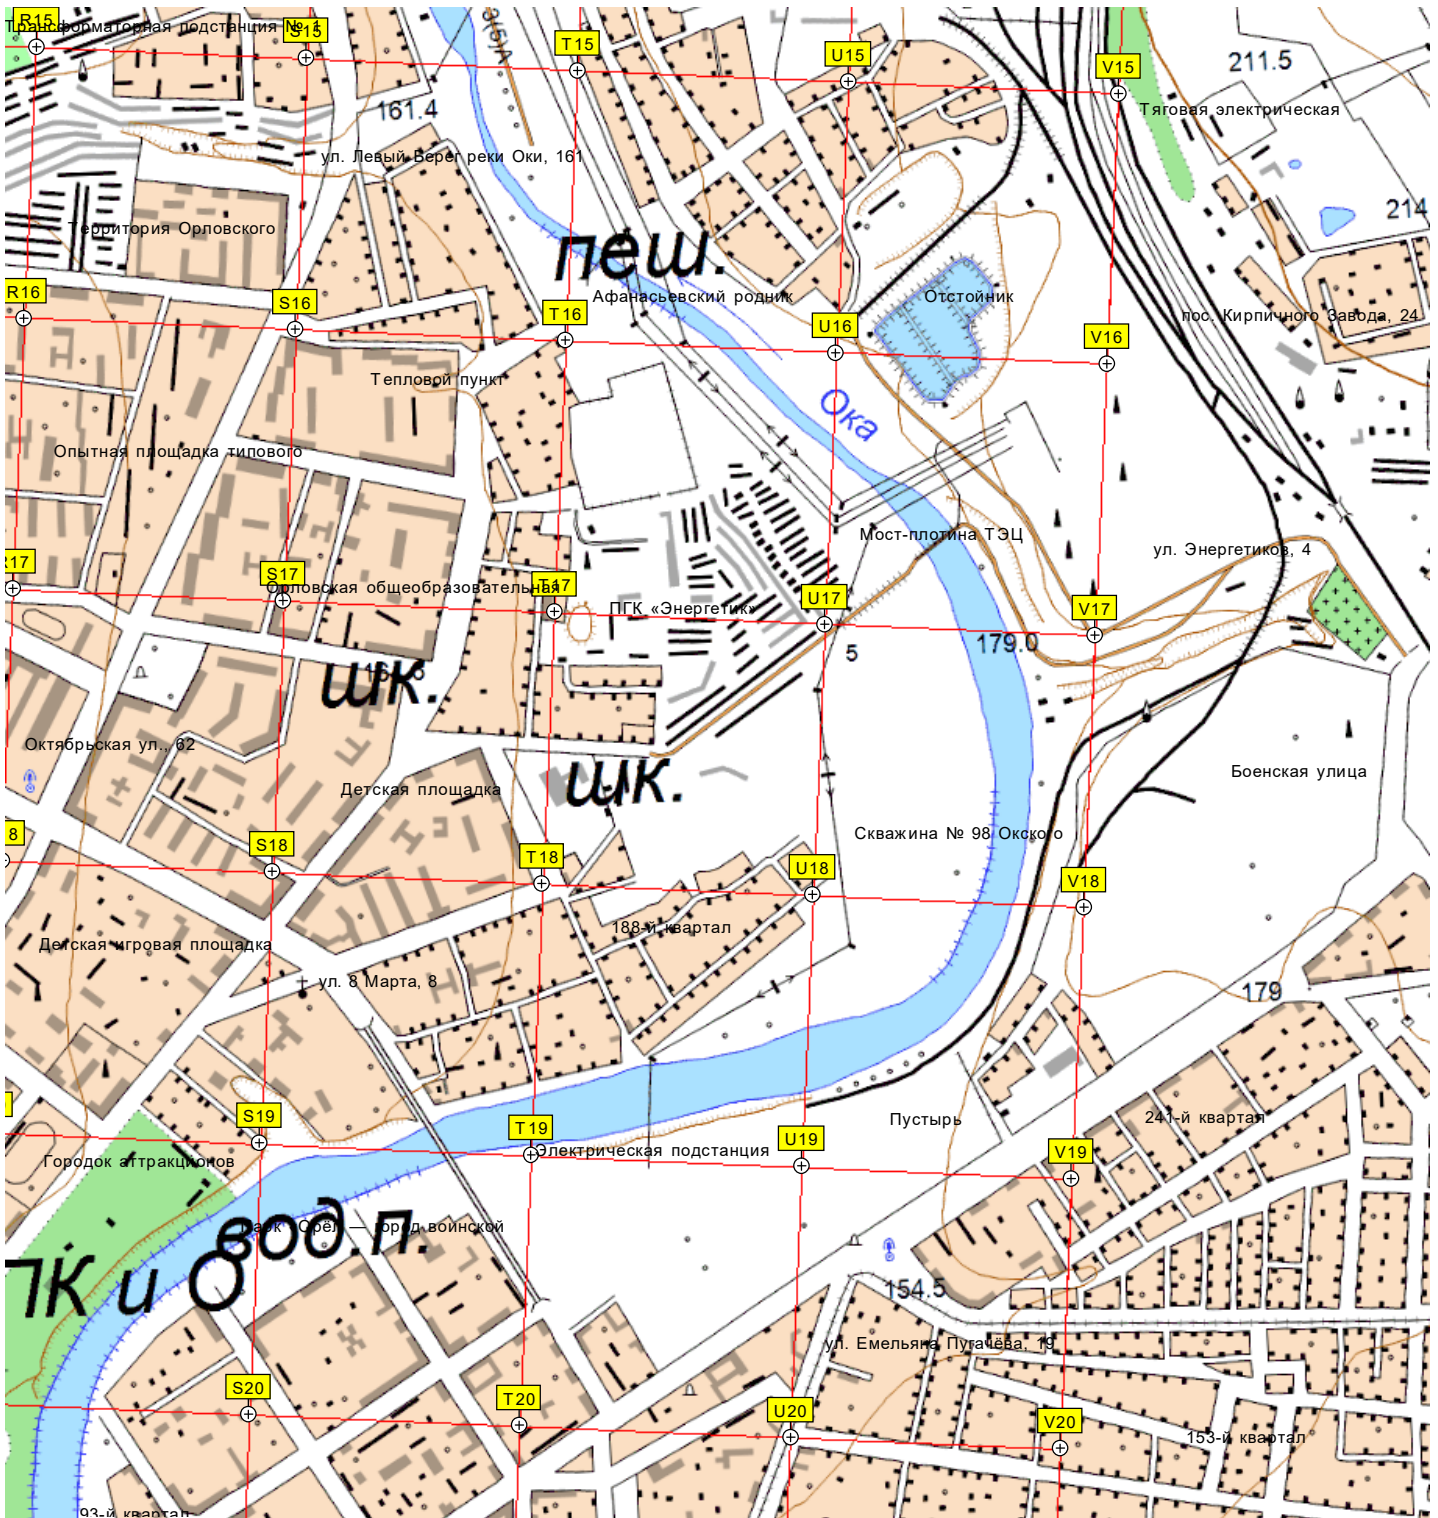 R15
Трансформаторная подстанция № 1
S15
3(5)А
T15
U15
V15
211.5
161.4
Тяговая электрическая
ул. Левый Берег реки Оки, 161
214
Территория Орловского
пеш.
R16
S16
T16
Афанасьевский родник
Отстойник
U16
V16
пос. Кирпичного Завода, 24
Тепловой пункт
Ока
Опытная площадка типового
Мост-плотина ТЭЦ
ул. Энергетиков, 4
R17
S17
Орловская общеобразовательная
T17
ПГК «Энергетик»
U17
V17
179.0
5
шк.
Октябрьская ул., 62
шк.
Боенская улица
Детская площадка
8
S18
T18
U18
V18
Скважина № 98 Окского
188-й квартал
Детская игровая площадка
ул. 8 Марта, 8
179
S19
T19
U19
V19
Пустырь
241-й квартал
Городок аттракционов
Электрическая подстанция
Парк «Орёл — город воинской
вод.п.
ПК и О
154.5
ул. Емельяна Пугачёва, 19
S20
T20
U20
V20
153-й квартал
93-й квартал